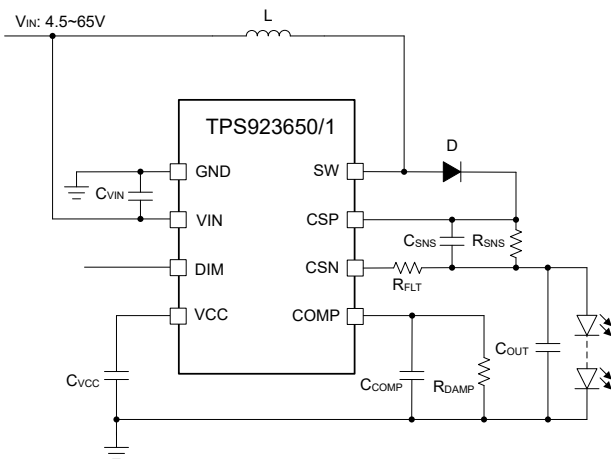 VIN: 4.5~65V
L
TPS923650/1
D
GND
SW
CVIN
VIN
CSP
CSNS
RSNS
DIM
CSN
RFLT
VCC
COMP
COUT
CVCC
CCOMP
RDAMP